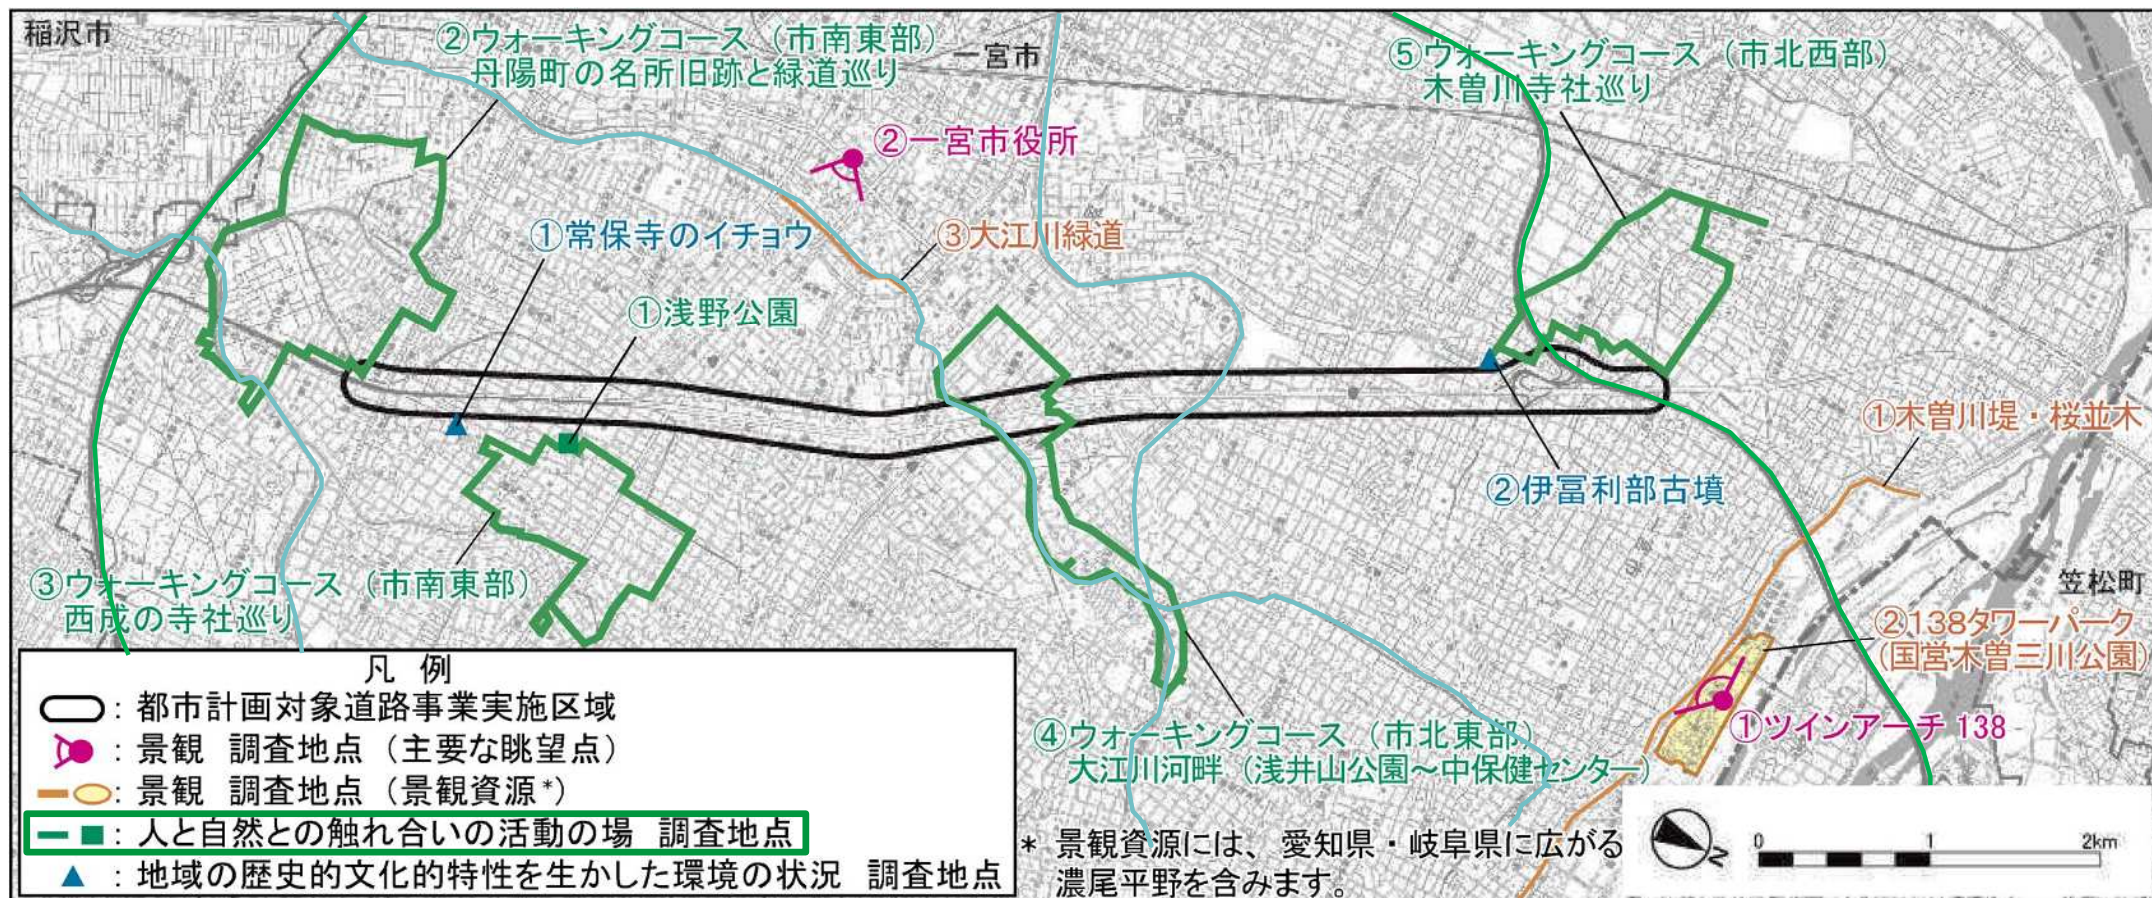 稲沢市
②ウォーキングコース（市南東部）
丹陽町の名所旧跡と緑道巡り
一宮市
⑤ウォーキングコース（市北西部）
木曽川寺社巡り
②一宮市役所
①常保寺のイチョウ
③大江川緑道
①浅野公園
①木曽川堤・桜並木
②伊冨利部古墳
③ウォーキングコース（市南東部）
西成の寺社巡り
笠松町
②138タワーパーク
（国営木曽三川公園）
①ツインアーチ 138
④ウォーキングコース（市北東部）
大江川河畔（浅井山公園～中保健センター）
凡 例
：都市計画対象道路事業実施区域
：景観 調査地点（主要な眺望点）
：景観 調査地点（景観資源*）
：人と自然との触れ合いの活動の場 調査地点
：地域の歴史的文化的特性を生かした環境の状況 調査地点
* 景観資源には、愛知県・岐阜県に広がる
濃尾平野を含みます。
N
0 1 2km